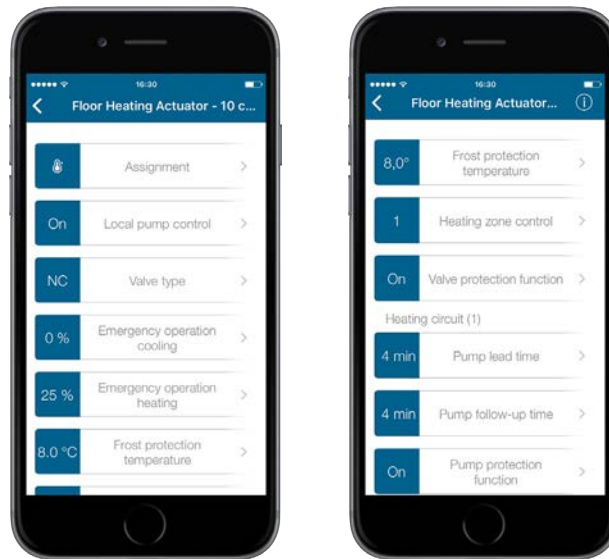 16:30
Floor Heating Actuator - 10 c...
Assignment
On
Local pump control
NC
Valve type
0 %
Emergency operation
cooling
25 %
Emergency operation
heating
8.0 °C
Frost protection
temperature
16:30
Floor Heating Actuator...
8,0°
Frost protection
temperature
1
Heating zone control
On
Valve protection function
Heating circuit (1)
4 min
Pump lead time
4 min
Pump follow-up time
On
Pump protection
function